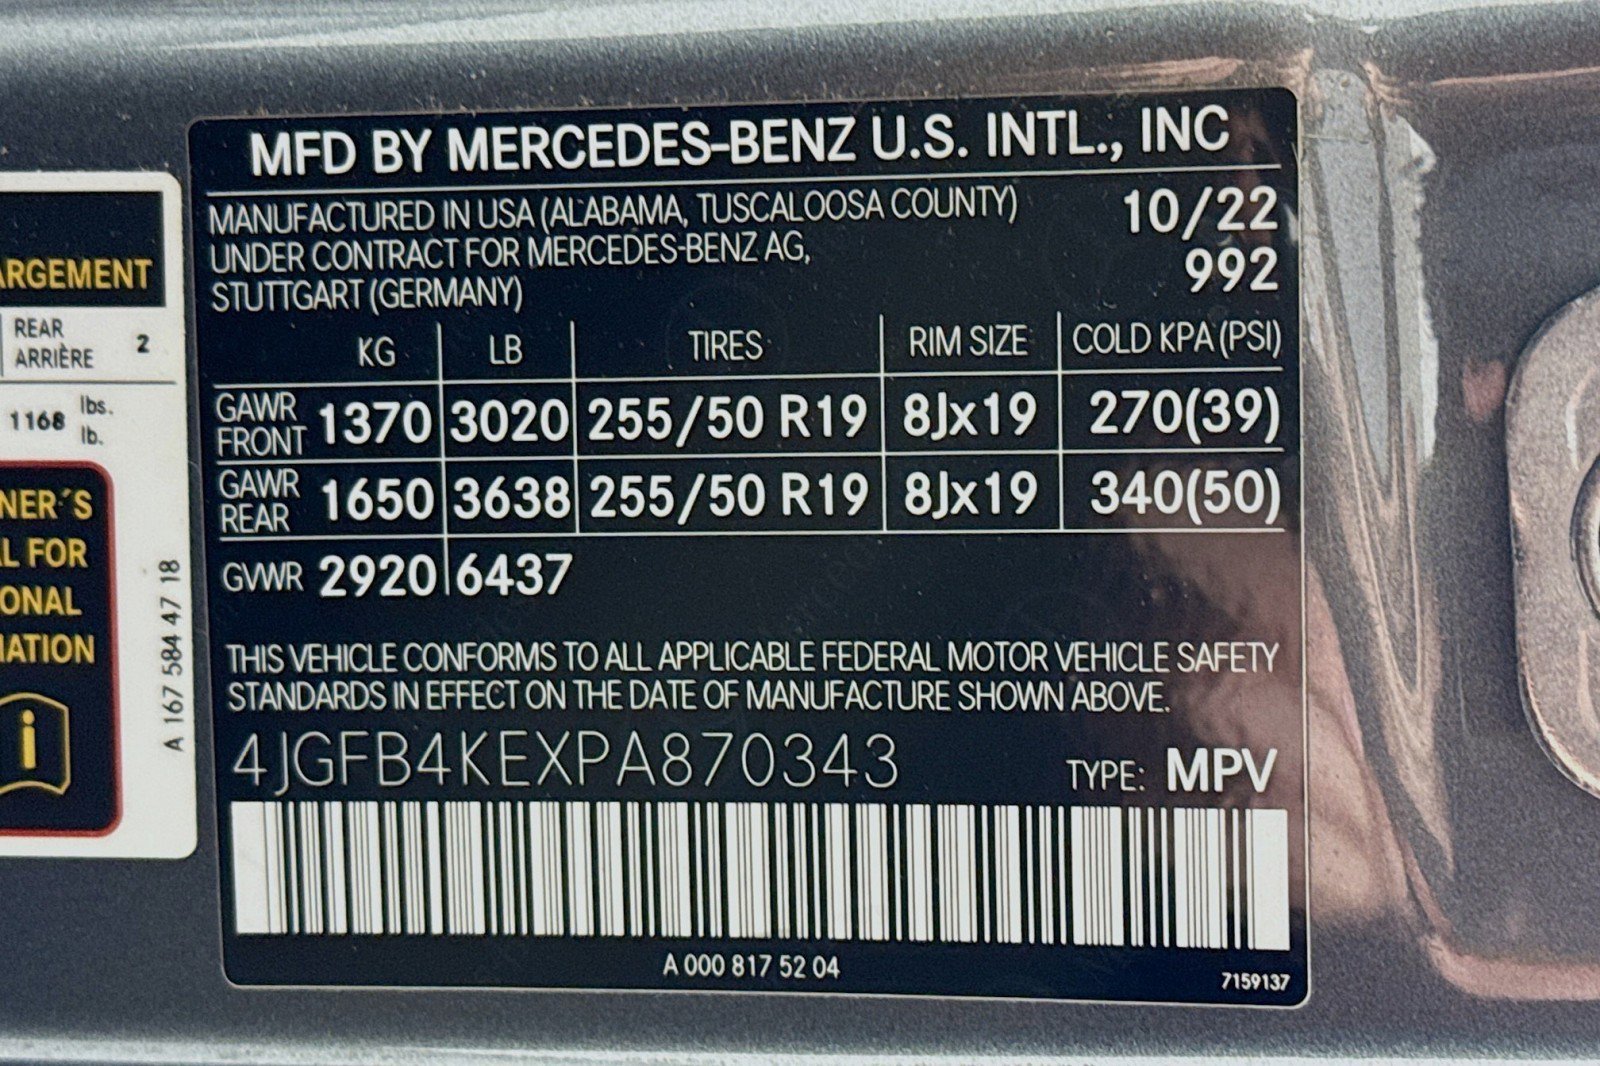 MFD BY MERCEDES-BENZ U.S. INTL., INC
MANUFACTURED IN USA (ALABAMA, TUSCALOOSA COUNTY) 10/22
UNDER CONTRACT FOR MERCEDES-BENZ AG, 992
STUTTGART (GERMANY)
KG LB TIRES RIM SIZE COLD KPA (PSI)
GAWR FRONT 1370 3020 255/50 R19 8Jx19 270(39)
GAWR REAR 1650 3638 255/50 R19 8Jx19 340(50)
GVWR 2920 6437
THIS VEHICLE CONFORMS TO ALL APPLICABLE FEDERAL MOTOR VEHICLE SAFETY
STANDARDS IN EFFECT ON THE DATE OF MANUFACTURE SHOWN ABOVE.
4JGFB4KEXPA870343 TYPE: MPV
A 000 817 52 04
7159137
ARGEMENT
REAR
ARRIÈRE 2
1168 lbs.
lb.
NER´S
AL FOR
ONAL
MATION
i
A 167 584 47 18